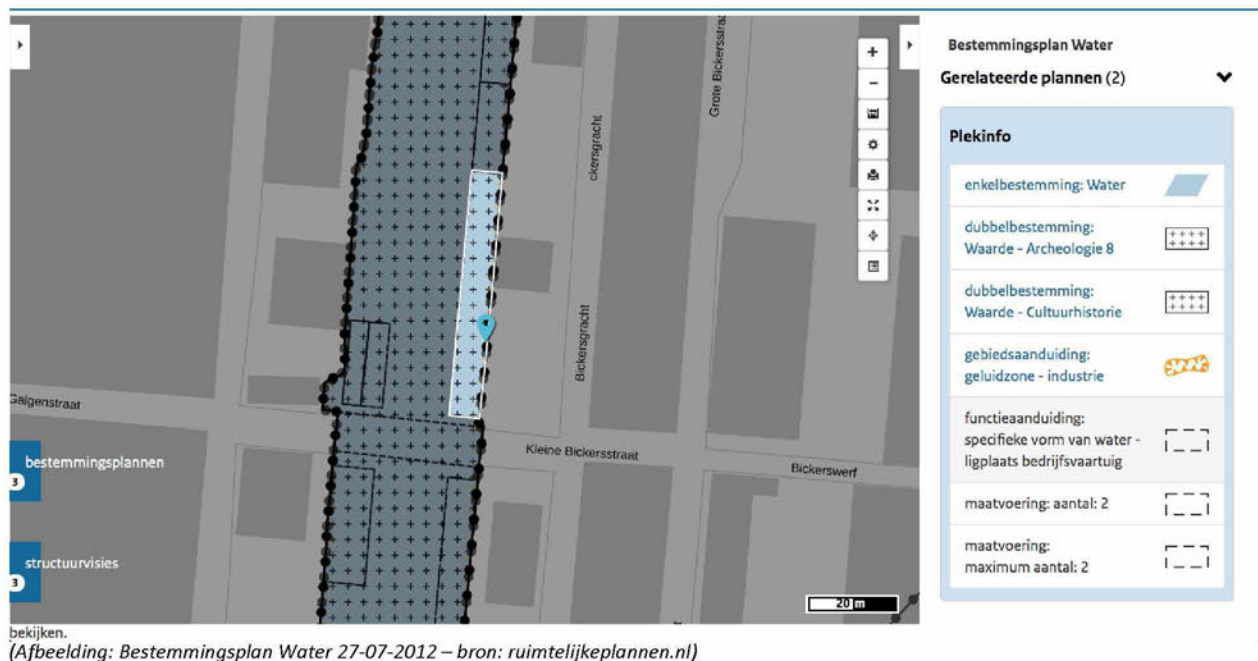 Grote Bickersstraa
ckersgracht
Bickersgracht
Galgenstraat
Kleine Bickersstraat
Bickerswerf
bestemmingsplannen
3
structuurvisies
3
20 m
bekijken.
Bestemmingsplan Water
Gerelateerde plannen (2)
Plekinfo
enkelbestemming: Water
dubbelbestemming:
Waarde - Archeologie 8
dubbelbestemming:
Waarde - Cultuurhistorie
gebiedsaanduiding:
geluidzone - industrie
functieaanduiding:
specifieke vorm van water -
ligplaats bedrijfsvaartuig
maatvoering: aantal: 2
maatvoering:
maximum aantal: 2
(Afbeelding: Bestemmingsplan Water 27-07-2012 – bron: ruimtelijkeplannen.nl)